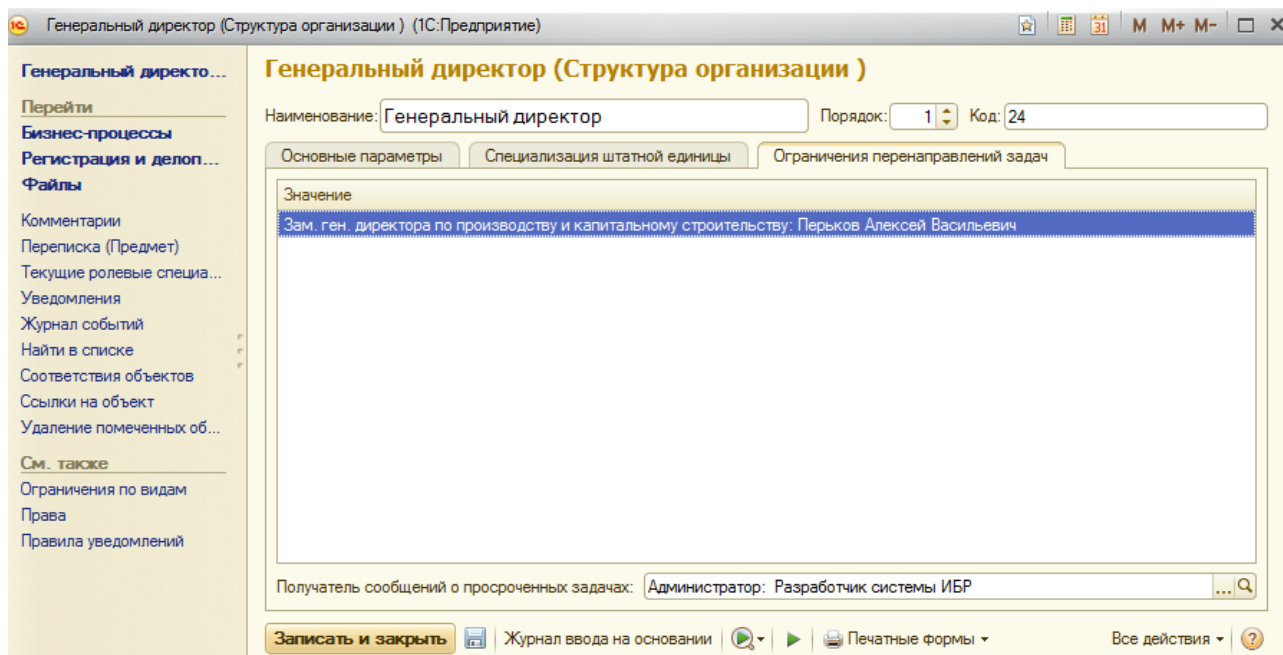 Генеральный директор (Структура организации ) (1С:Предприятие)
31 M M+ M-
Генеральный директо...
Перейти
Бизнес-процессы
Регистрация и делоп...
Файлы
Комментарии
Переписка (Предмет)
Текущие ролевые специа...
Уведомления
Журнал событий
Найти в списке
Соответствия объектов
Ссылки на объект
Удаление помеченных об...
См. также
Ограничения по видам
Права
Правила уведомлений
Генеральный директор (Структура организации )
Наименование: Генеральный директор Порядок: 1 Код: 24
Основные параметры Специализация штатной единицы Ограничения перенаправлений задач
Значение
Зам. ген. директора по производству и капитальному строительству: Перьков Алексей Васильевич
Получатель сообщений о просроченных задачах: Администратор: Разработчик системы ИБР ...
Записать и закрыть Журнал ввода на основании Печатные формы Все действия ?